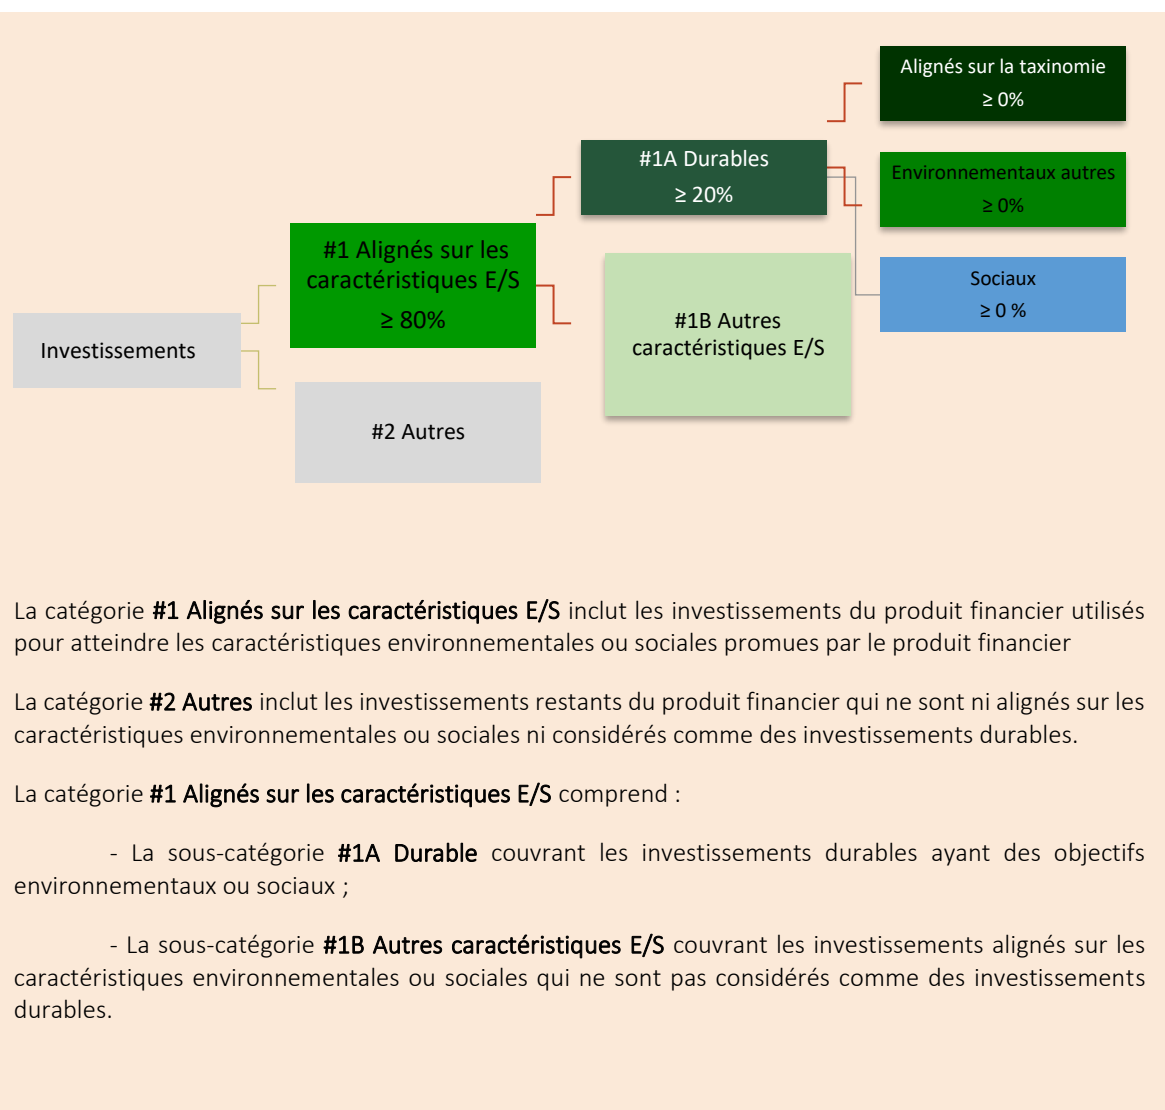 Alignés sur la taxinomie
≥ 0%
#1A Durables
≥ 20%
Environnementaux autres
≥ 0%
#1 Alignés sur les
caractéristiques E/S
≥ 80%
Sociaux
≥ 0 %
#1B Autres
caractéristiques E/S
Investissements
#2 Autres
La catégorie #1 Alignés sur les caractéristiques E/S inclut les investissements du produit financier utilisés
pour atteindre les caractéristiques environnementales ou sociales promues par le produit financier
La catégorie #2 Autres inclut les investissements restants du produit financier qui ne sont ni alignés sur les
caractéristiques environnementales ou sociales ni considérés comme des investissements durables.
La catégorie #1 Alignés sur les caractéristiques E/S comprend :
- La sous-catégorie #1A Durable couvrant les investissements durables ayant des objectifs
environnementaux ou sociaux ;
- La sous-catégorie #1B Autres caractéristiques E/S couvrant les investissements alignés sur les
caractéristiques environnementales ou sociales qui ne sont pas considérés comme des investissements
durables.